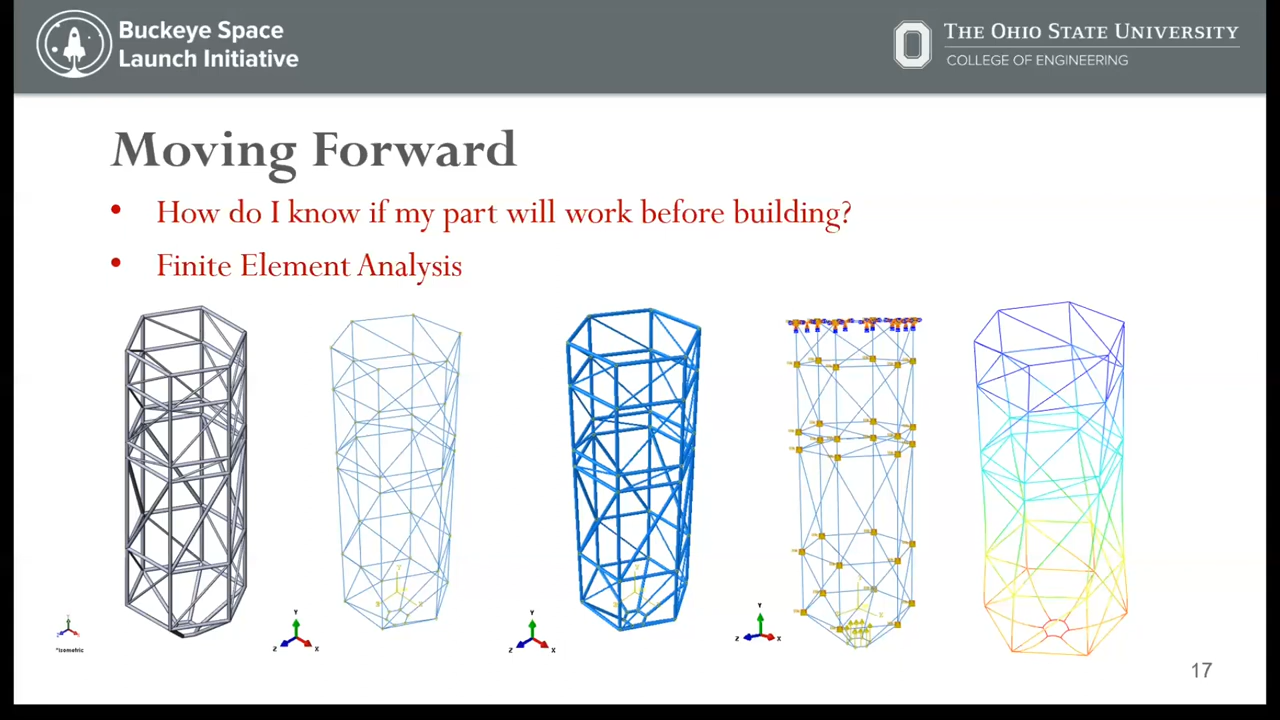 Buckeye Space
Launch Initiative
THE OHIO STATE UNIVERSITY
COLLEGE OF ENGINEERING
Moving Forward
• How do I know if my part will work before building?
• Finite Element Analysis
*Isometric
Y
Z
X
Y
Z
X
Y
Z
X
17